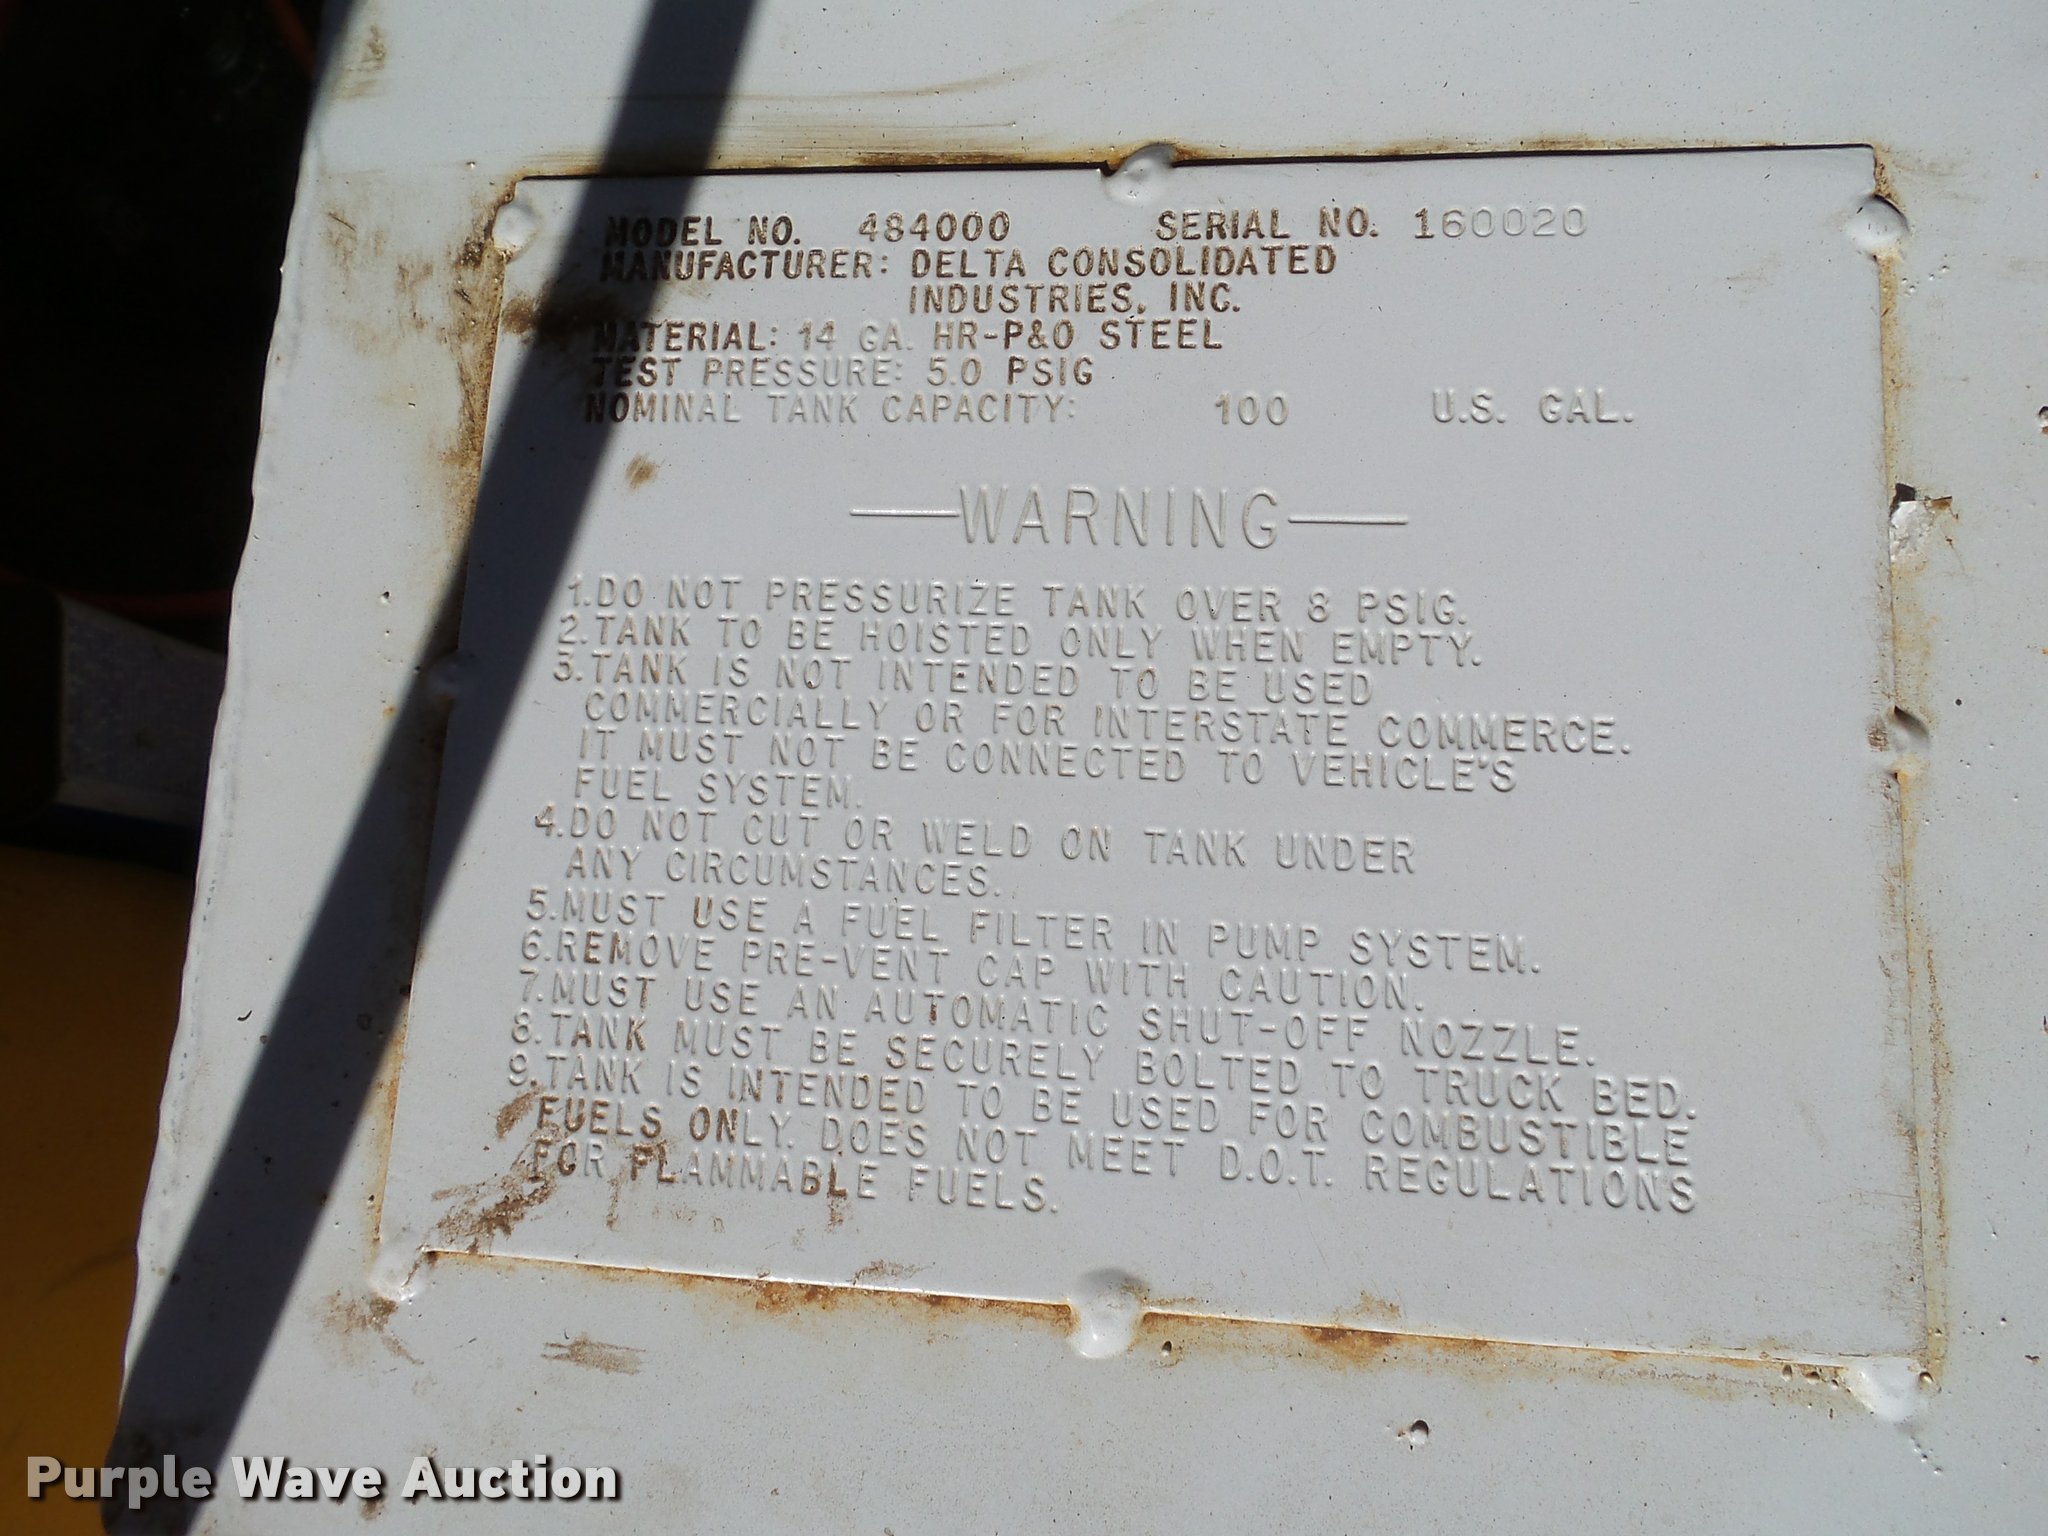 MODEL NO. 484000 SERIAL NO. 160020
MANUFACTURER: DELTA CONSOLIDATED
INDUSTRIES, INC.
MATERIAL: 14 GA. HR-P&O STEEL
TEST PRESSURE: 5.0 PSIG
NOMINAL TANK CAPACITY: 100 U.S. GAL.
WARNING
1.DO NOT PRESSURIZE TANK OVER 8 PSIG.
2.TANK TO BE HOISTED ONLY WHEN EMPTY.
3.TANK IS NOT INTENDED TO BE USED
COMMERCIALLY OR FOR INTERSTATE COMMERCE.
IT MUST NOT BE CONNECTED TO VEHICLE'S
FUEL SYSTEM.
4.DO NOT CUT OR WELD ON TANK UNDER
ANY CIRCUMSTANCES.
5.MUST USE A FUEL FILTER IN PUMP SYSTEM.
6.REMOVE PRE-VENT CAP WITH CAUTION.
7.MUST USE AN AUTOMATIC SHUT-OFF NOZZLE.
8.TANK MUST BE SECURELY BOLTED TO TRUCK BED.
9.TANK IS INTENDED TO BE USED FOR COMBUSTIBLE
FUELS ONLY. DOES NOT MEET D.O.T. REGULATIONS
FOR FLAMMABLE FUELS.
Purple Wave Auction